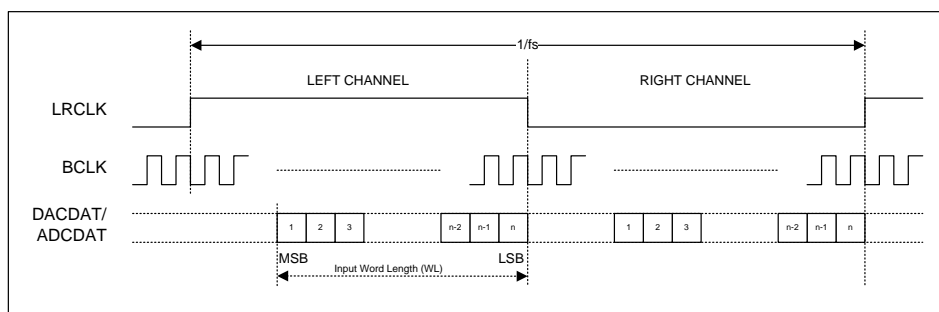 1/fs
LEFT CHANNEL RIGHT CHANNEL
LRCLK
BCLK
DACDAT/
ADCDAT
1 2 3 n-2 n-1 n 1 2 3 n-2 n-1 n
MSB LSB
Input Word Length (WL)